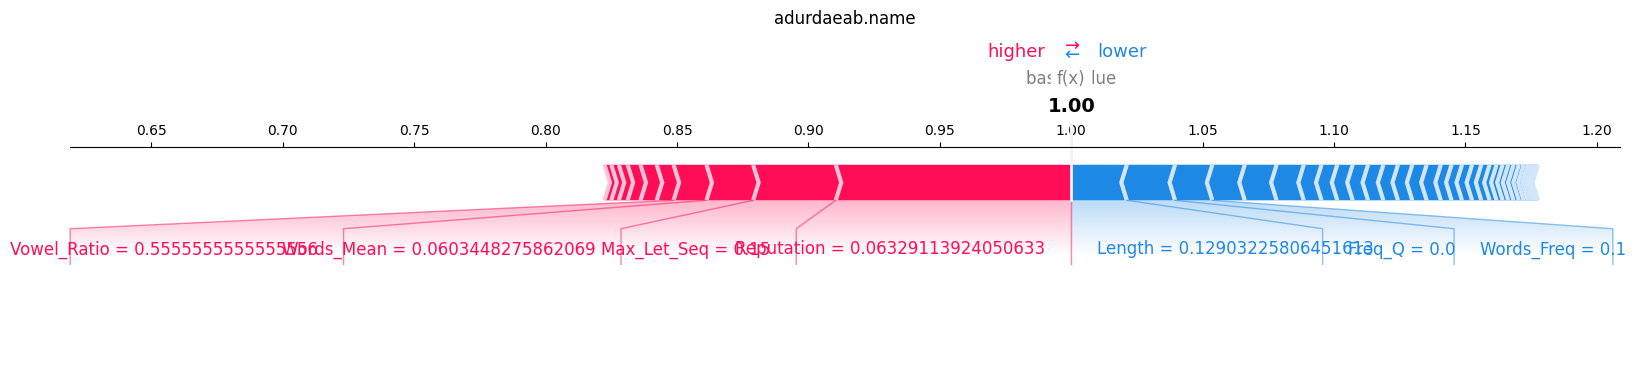 adurdaeab.name
higher → ← lower
bas f(x) lue
1.00
0.65 0.70 0.75 0.80 0.85 0.90 0.95 1.00 1.05 1.10 1.15 1.20
Vowel_Ratio = 0.5555555555555556 Words_Mean = 0.0603448275862069 Max_Let_Seq = 0.15 Reputation = 0.06329113924050633 Length = 0.12903225806451613 Freq_Q = 0.0 Words_Freq = 0.1